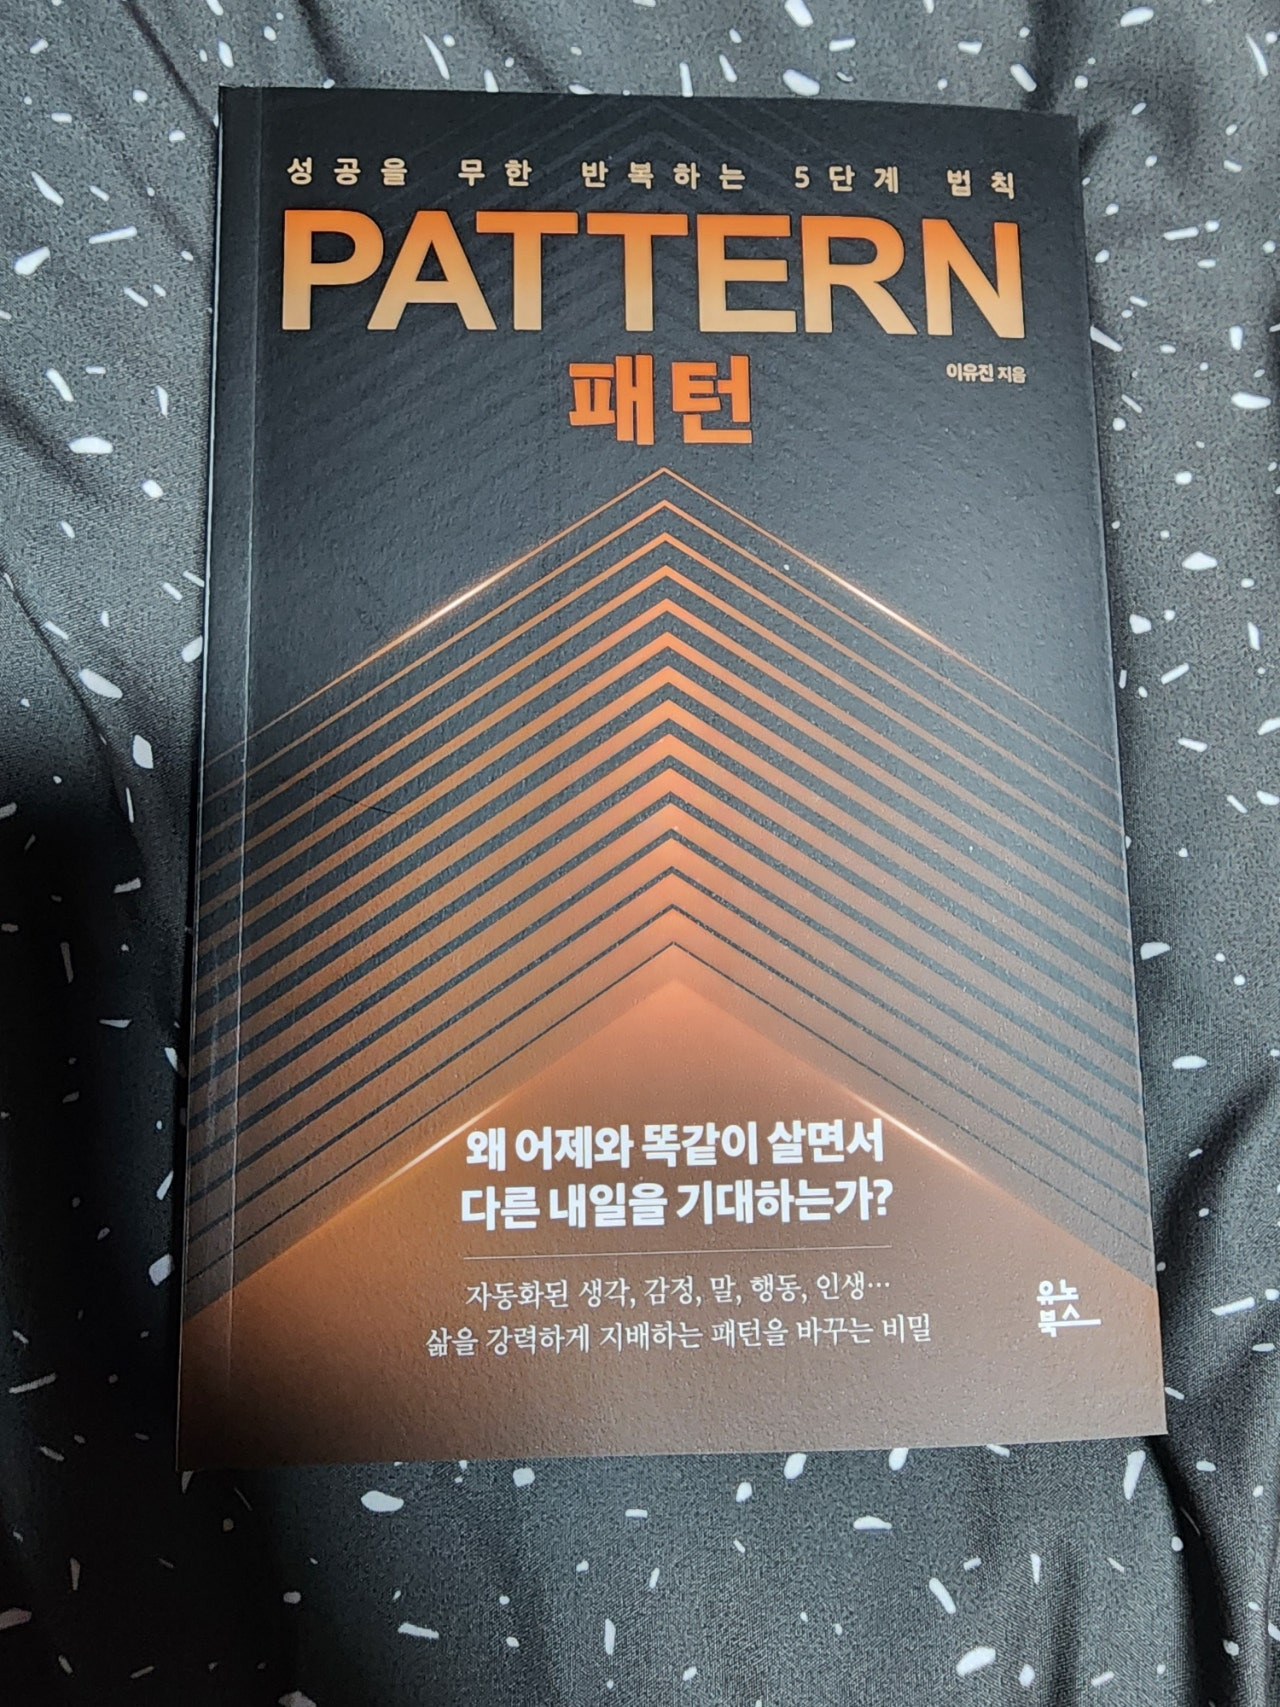 성공을 무한 반복하는 5단계 법칙
PATTERN
패턴
이유진 지음
왜 어제와 똑같이 살면서
다른 내일을 기대하는가?
자동화된 생각, 감정, 말, 행동, 인생…
삶을 강력하게 지배하는 패턴을 바꾸는 비밀
유노
북스